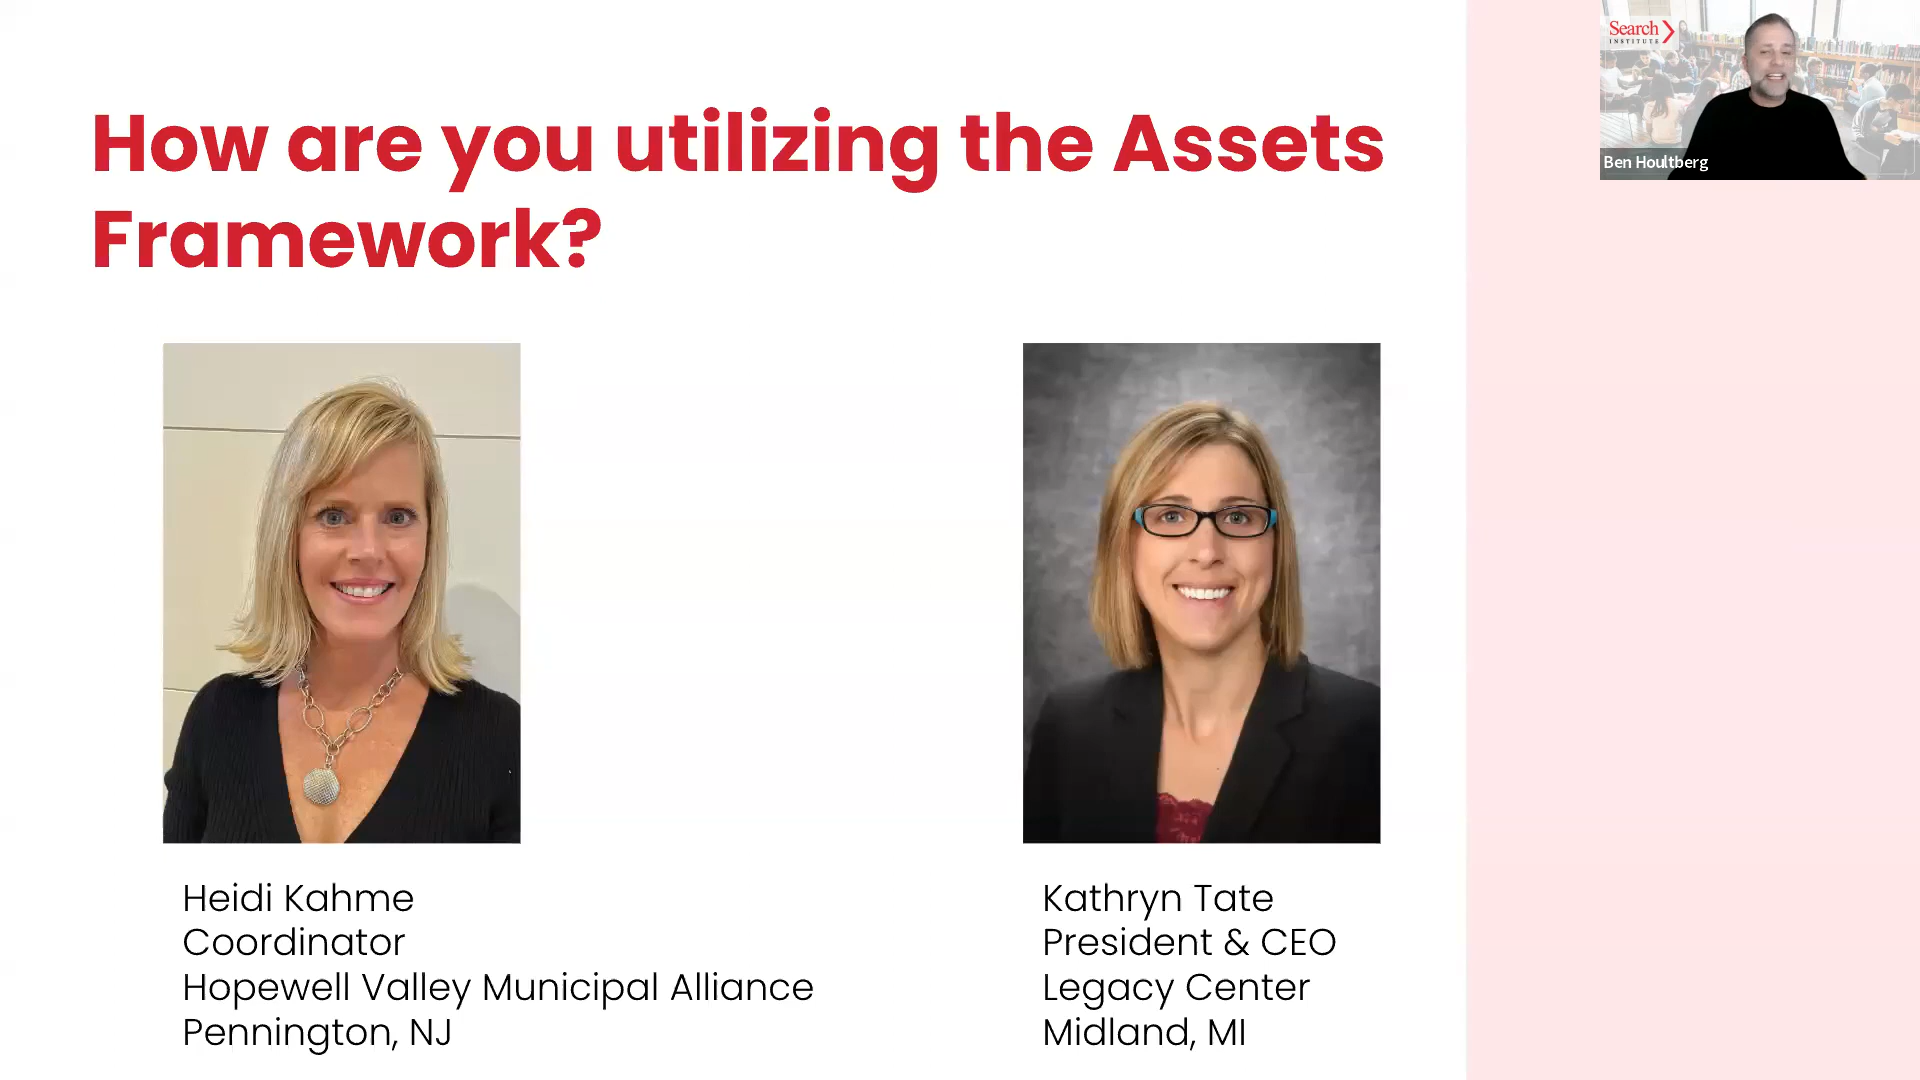 How are you utilizing the Assets
Framework?
Search
INSTITUTE
Ben Houltberg
Heidi Kahme
Coordinator
Hopewell Valley Municipal Alliance
Pennington, NJ
Kathryn Tate
President & CEO
Legacy Center
Midland, MI